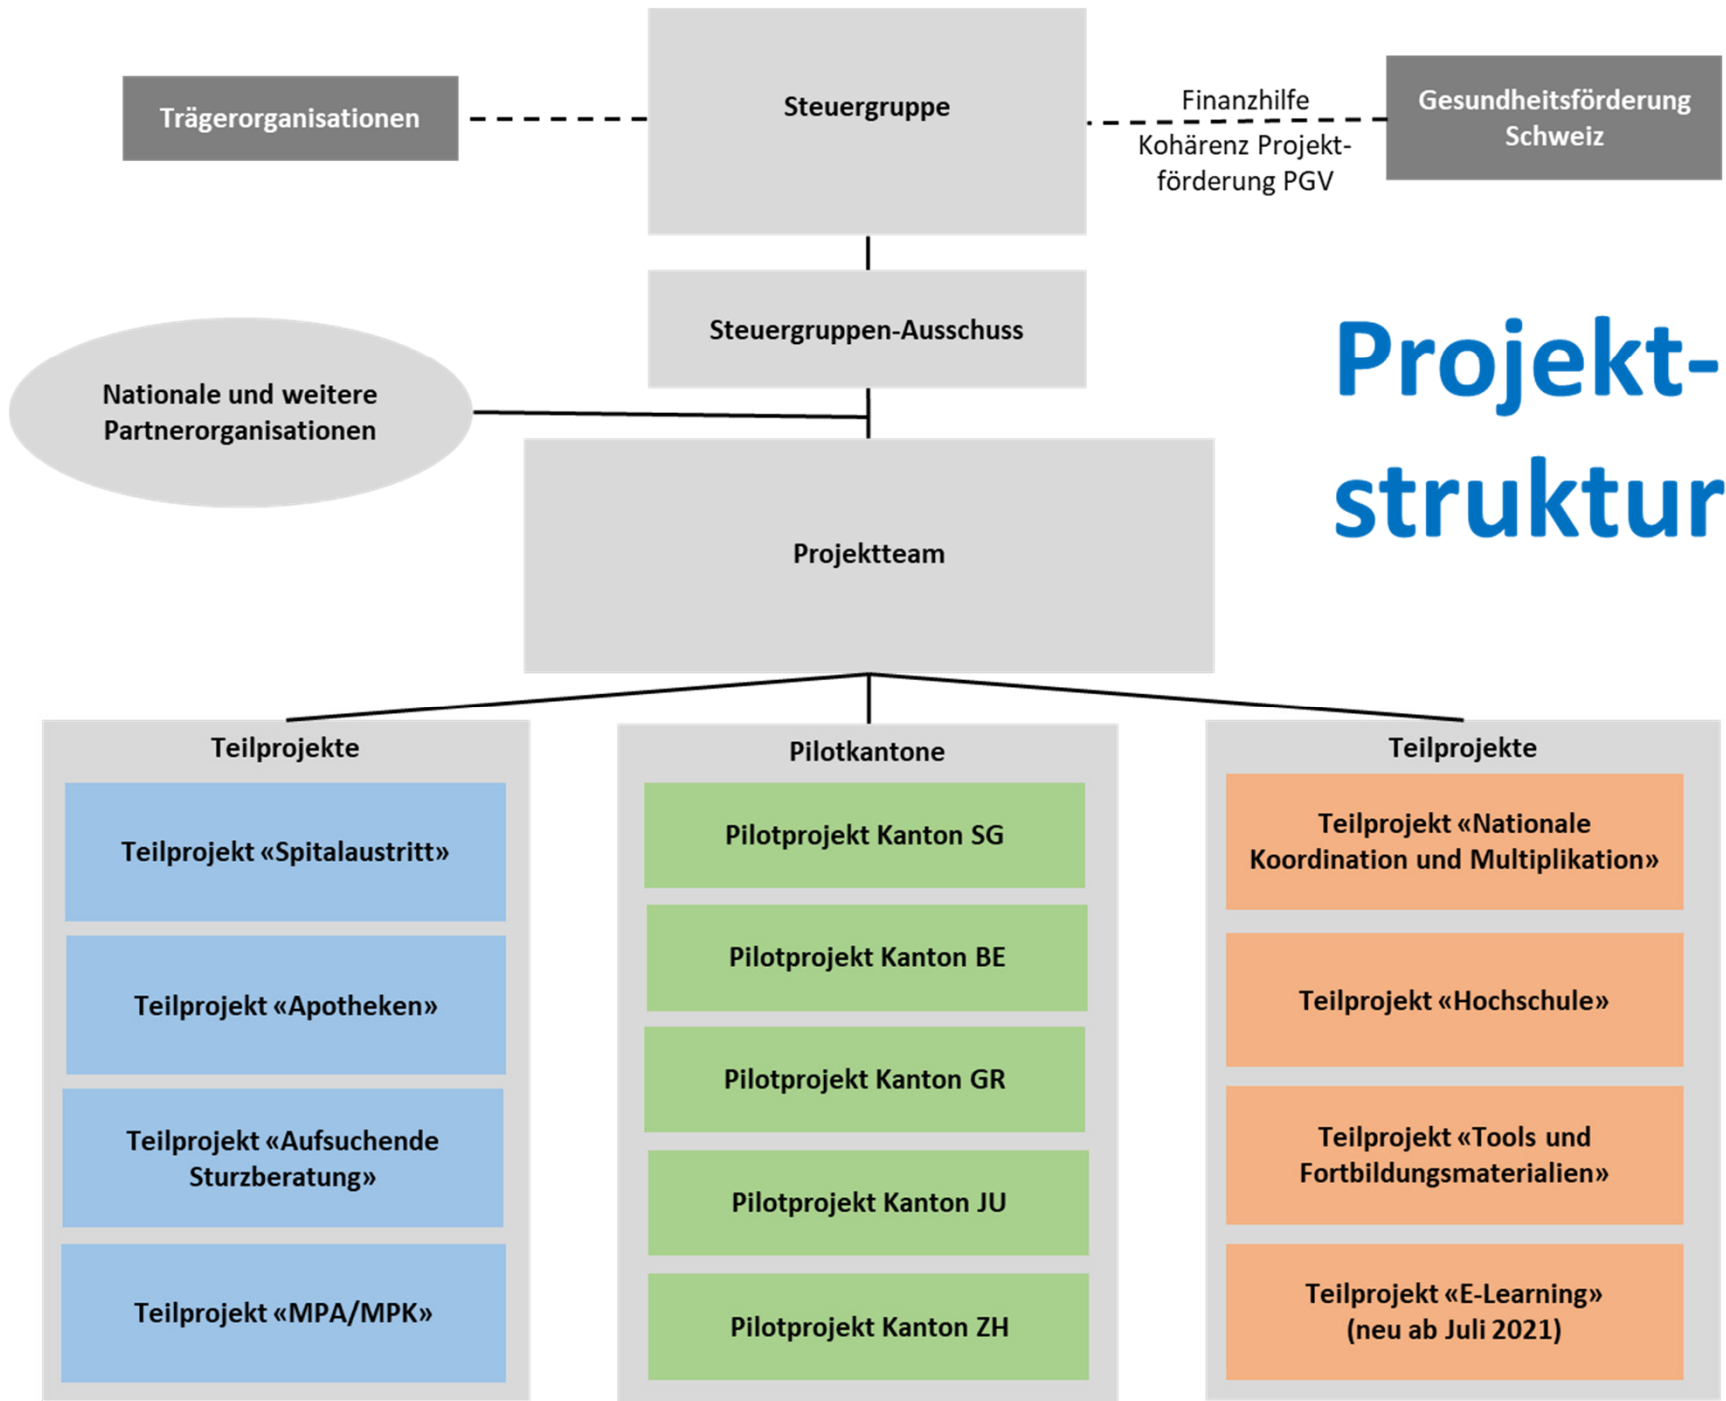 Steuergruppe
Trägerorganisationen
Finanzhilfe
Kohärenz Projekt-
förderung PGV
Gesundheitsförderung
Schweiz
Steuergruppen-Ausschuss
Nationale und weitere
Partnerorganisationen
Projekt-
struktur
Projektteam
Teilprojekte
Teilprojekt «Spitalaustritt»
Teilprojekt «Apotheken»
Teilprojekt «Aufsuchende
Sturzberatung»
Teilprojekt «MPA/MPK»
Pilotkantone
Pilotprojekt Kanton SG
Pilotprojekt Kanton BE
Pilotprojekt Kanton GR
Pilotprojekt Kanton JU
Pilotprojekt Kanton ZH
Teilprojekte
Teilprojekt «Nationale
Koordination und Multiplikation»
Teilprojekt «Hochschule»
Teilprojekt «Tools und
Fortbildungsmaterialien»
Teilprojekt «E-Learning»
(neu ab Juli 2021)